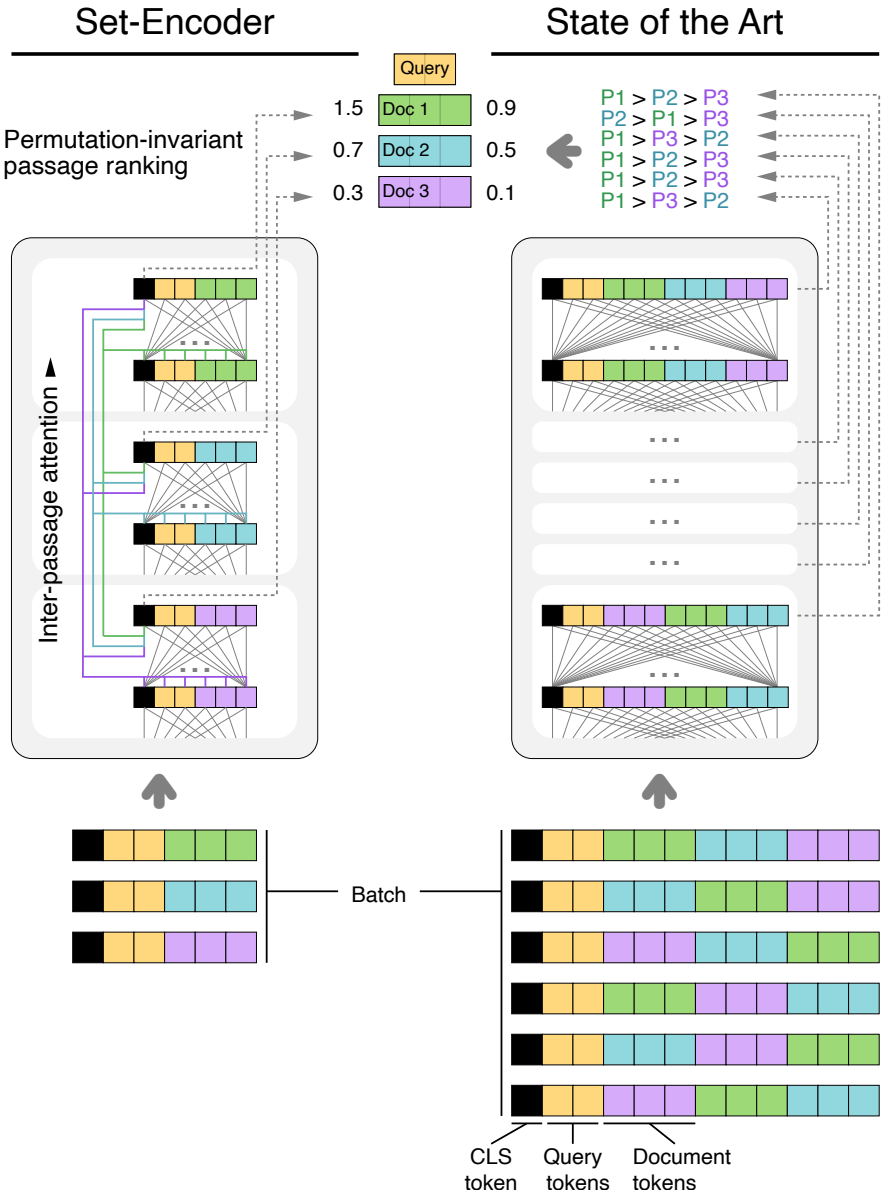 Set-Encoder
State of the Art
Query
1.5 Doc 1 0.9
0.7 Doc 2 0.5
0.3 Doc 3 0.1
Permutation-invariant
passage ranking
P1 > P2 > P3
P2 > P1 > P3
P1 > P3 > P2
P1 > P2 > P3
P1 > P2 > P3
P1 > P3 > P2
Inter-passage attention
...
...
...
...
...
...
...
...
...
Batch
CLS
token
Query
tokens
Document
tokens